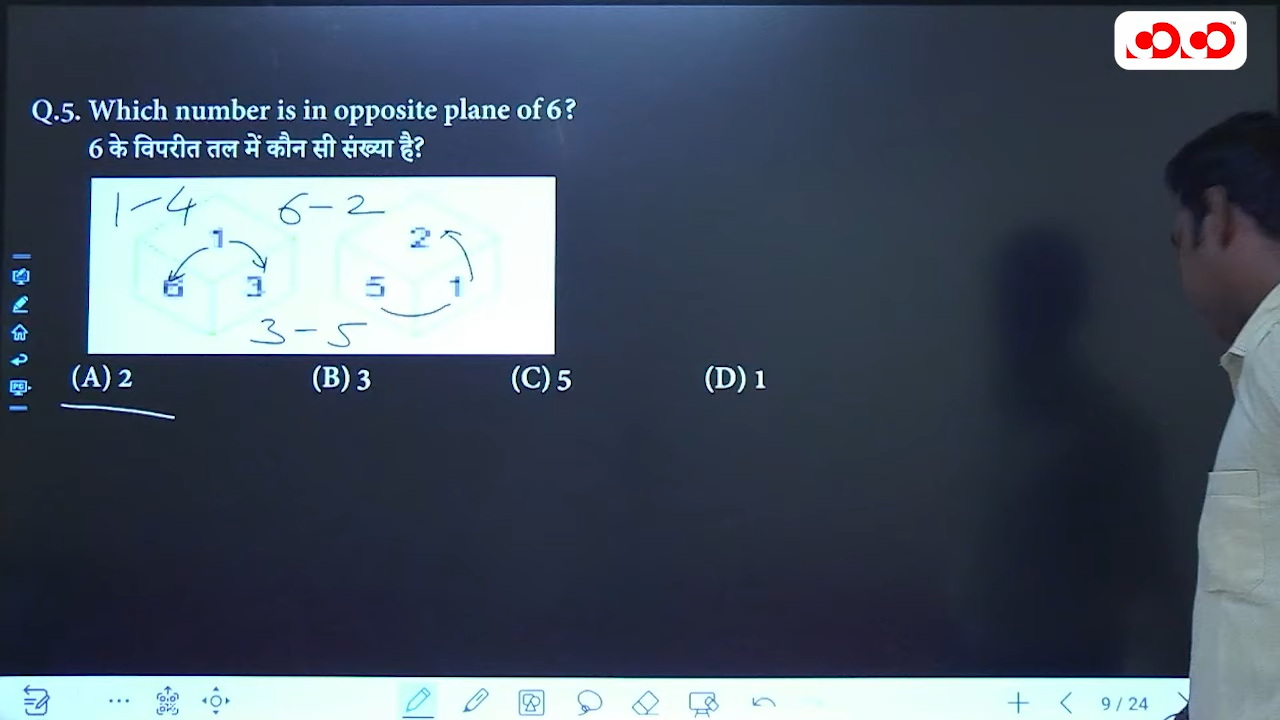 Q.5. Which number is in opposite plane of 6?
6 के विपरीत तल में कौन सी संख्या है?
1-4 6-2
1 2
6 3 5 1
3-5
(A) 2 (B) 3 (C) 5 (D) 1
9 / 24